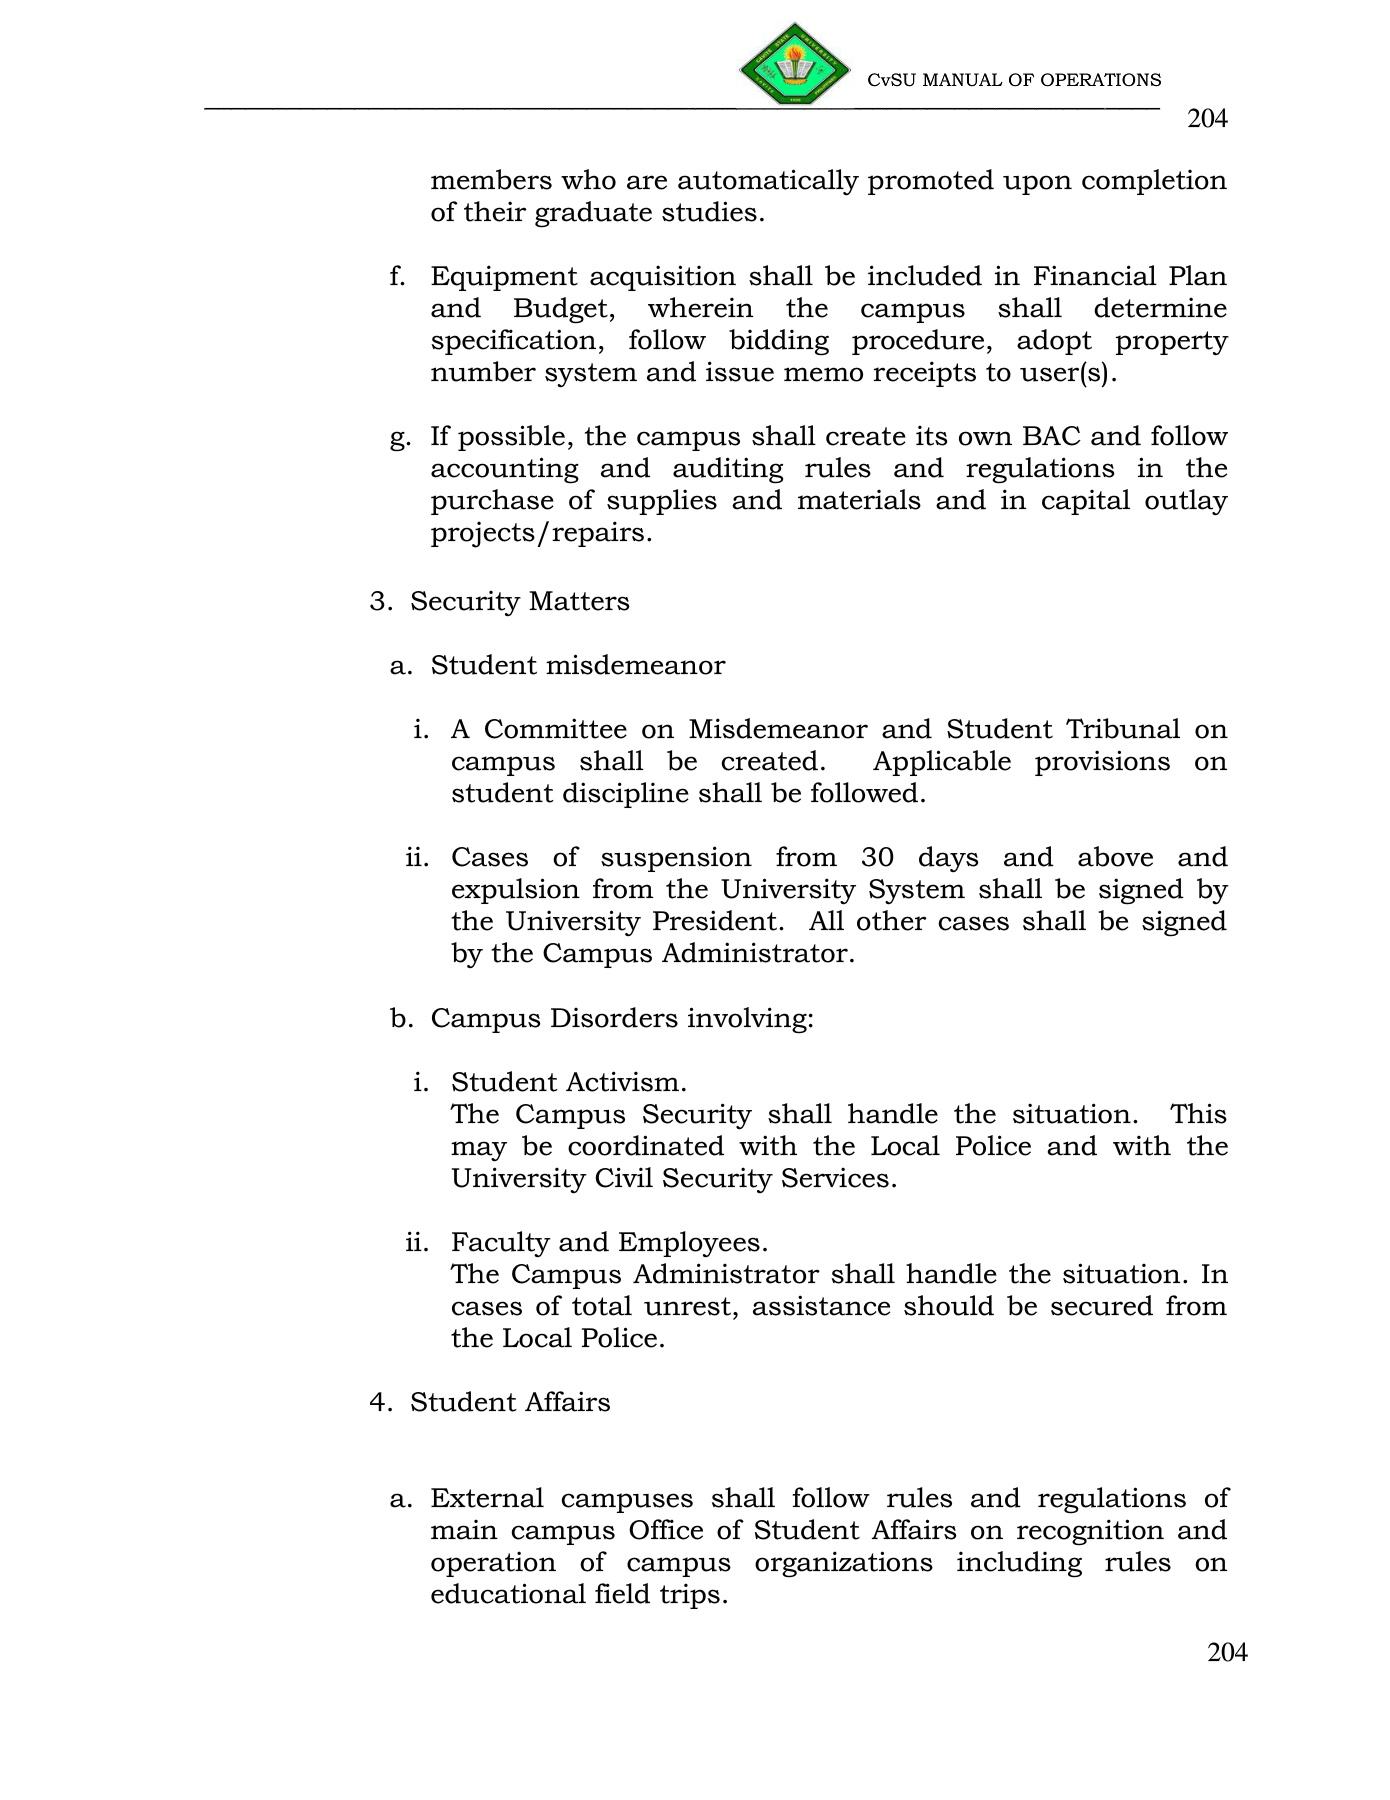 CvSU MANUAL OF OPERATIONS
204
members who are automatically promoted upon completion
of their graduate studies.
f. Equipment acquisition shall be included in Financial Plan
and Budget, wherein the campus shall determine
specification, follow bidding procedure, adopt property
number system and issue memo receipts to user(s).
g. If possible, the campus shall create its own BAC and follow
accounting and auditing rules and regulations in the
purchase of supplies and materials and in capital outlay
projects/repairs.
3. Security Matters
a. Student misdemeanor
i. A Committee on Misdemeanor and Student Tribunal on
campus shall be created. Applicable provisions on
student discipline shall be followed.
ii. Cases of suspension from 30 days and above and
expulsion from the University System shall be signed by
the University President. All other cases shall be signed
by the Campus Administrator.
b. Campus Disorders involving:
i. Student Activism.
The Campus Security shall handle the situation. This
may be coordinated with the Local Police and with the
University Civil Security Services.
ii. Faculty and Employees.
The Campus Administrator shall handle the situation. In
cases of total unrest, assistance should be secured from
the Local Police.
4. Student Affairs
a. External campuses shall follow rules and regulations of
main campus Office of Student Affairs on recognition and
operation of campus organizations including rules on
educational field trips.
204